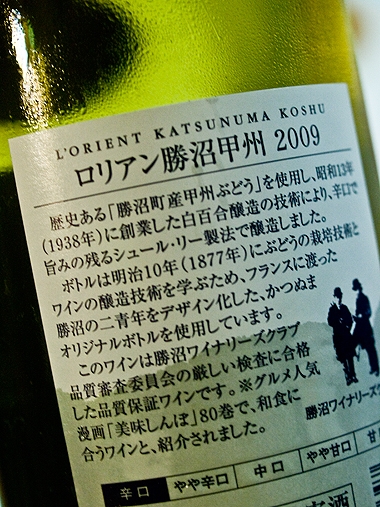 L'ORIENT KATSUNUMA KOSHU
ロリアン勝沼甲州 2009
歴史ある「勝沼町産甲州ぶどう」を使用し、昭和13年
(1938年)に創業した白百合醸造の技術により、辛口で
旨みの残るシュール・リー製法で醸造しました。
ボトルは明治10年(1877年)にぶどうの栽培技術と
ワインの醸造技術を学ぶため、フランスに渡った
勝沼の二青年をデザイン化した、かつぬま
オリジナルボトルを使用しています。
このワインは勝沼ワイナリーズクラブ
品質審査委員会の厳しい検査に合格
した品質保証ワインです。※グルメ人気
漫画「美味しんぼ」80巻で、和食に
合うワインと、紹介されました。
勝沼ワイナリーズ
辛口 やや辛口 中口 やや甘口 甘